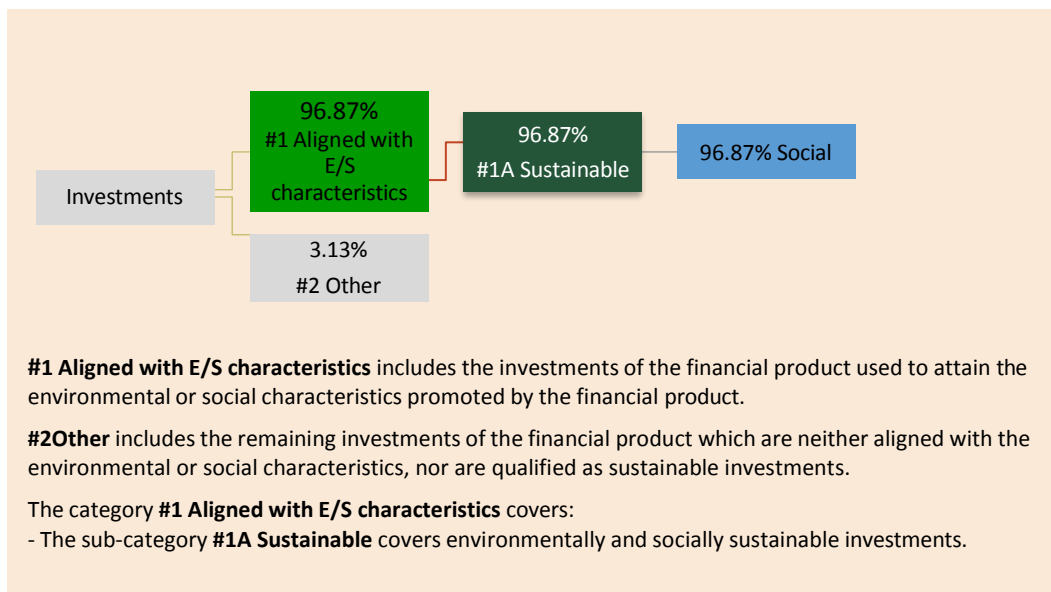 96.87%
#1 Aligned with
E/S
characteristics
96.87%
#1A Sustainable
96.87% Social
Investments
3.13%
#2 Other
#1 Aligned with E/S characteristics includes the investments of the financial product used to attain the
environmental or social characteristics promoted by the financial product.
#2Other includes the remaining investments of the financial product which are neither aligned with the
environmental or social characteristics, nor are qualified as sustainable investments.
The category #1 Aligned with E/S characteristics covers:
- The sub-category #1A Sustainable covers environmentally and socially sustainable investments.